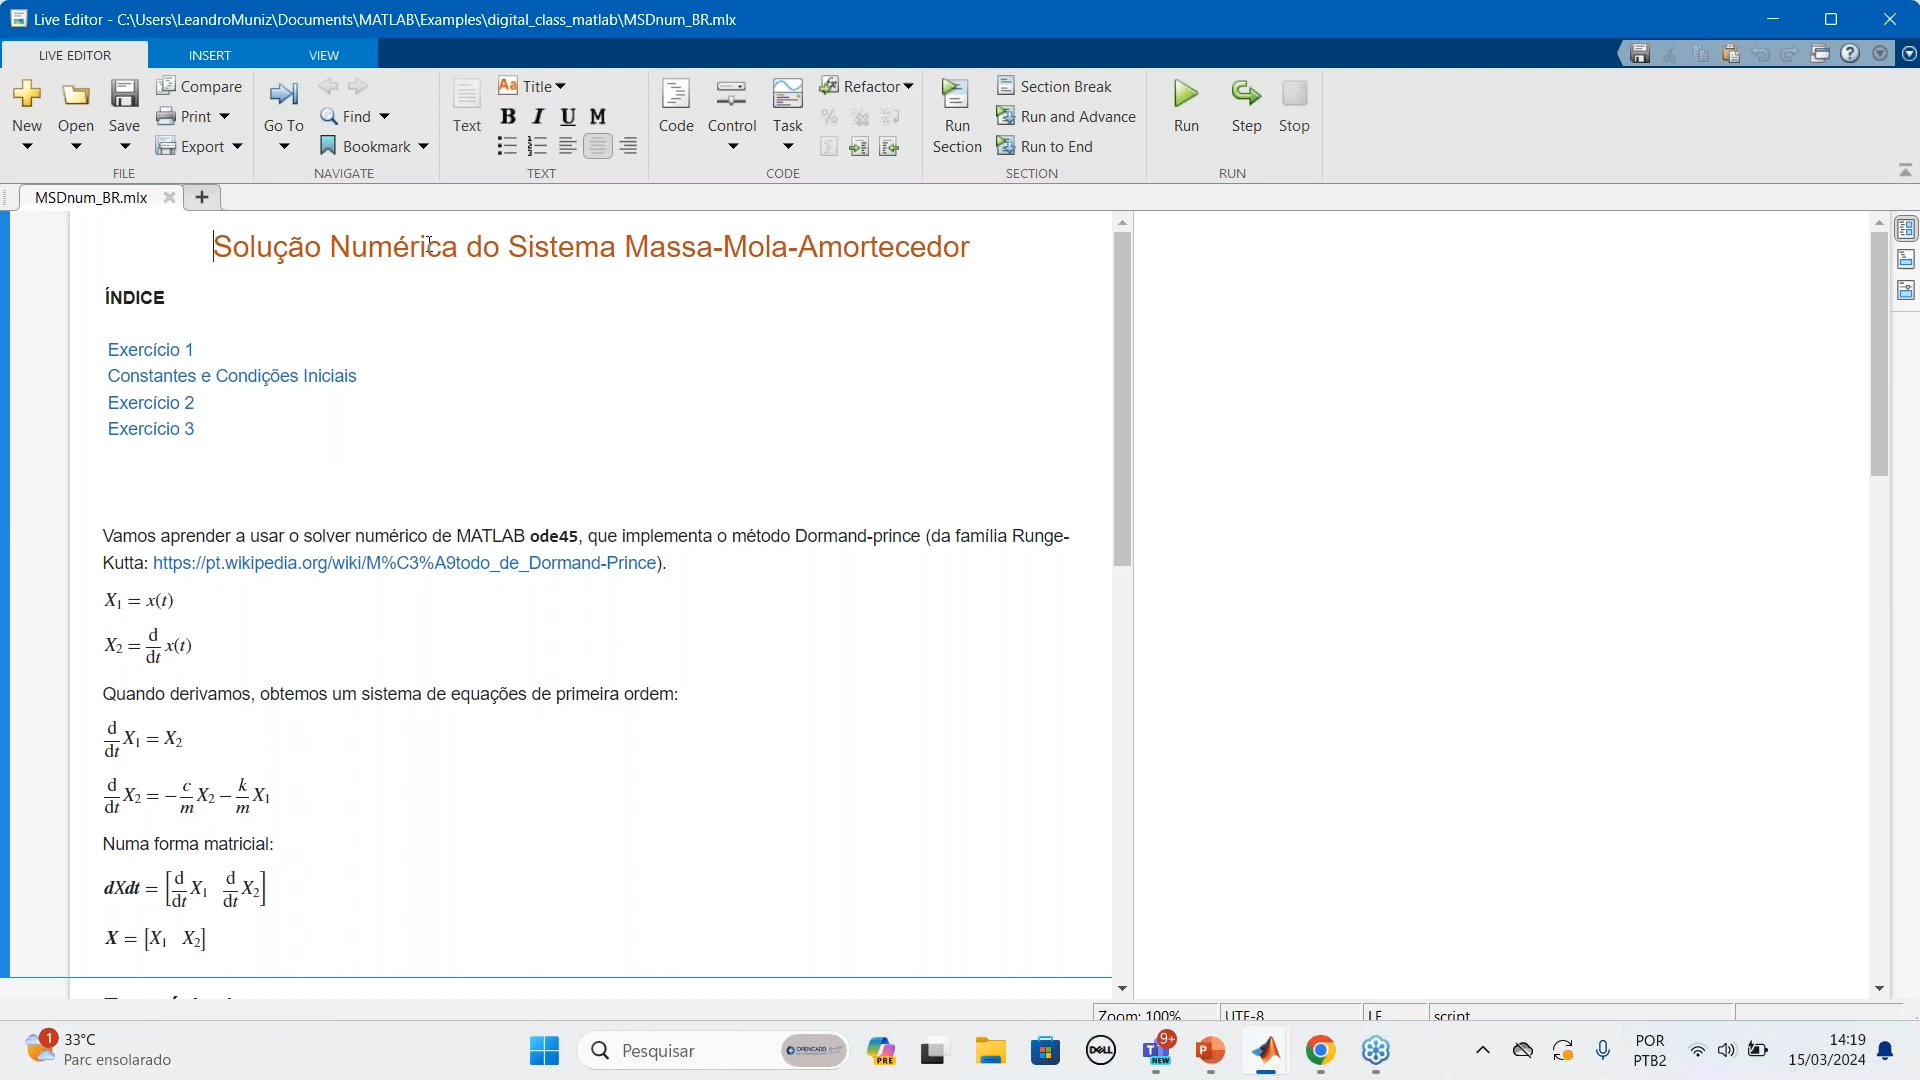 Live Editor - C:\Users\LeandroMuniz\Documents\MATLAB\Examples\digital_class_matlab\MSDnum_BR.mlx
LIVE EDITOR INSERT VIEW
New Open Save Compare Print Export
FILE
Go To Find Bookmark
NAVIGATE
Text Aa Title B I U M
TEXT
Code Control Task Refactor
CODE
Run Section Section Break Run and Advance Run to End
SECTION
Run Step Stop
RUN
MSDnum_BR.mlx
Solução Numérica do Sistema Massa-Mola-Amortecedor
ÍNDICE
Exercício 1
Constantes e Condições Iniciais
Exercício 2
Exercício 3
Vamos aprender a usar o solver numérico de MATLAB ode45, que implementa o método Dormand-prince (da família Runge-
Kutta: https://pt.wikipedia.org/wiki/M%C3%A9todo_de_Dormand-Prince).
X₁ = x(t)
X₂ = d/dt x(t)
Quando derivamos, obtemos um sistema de equações de primeira ordem:
d/dt X₁ = X₂
d/dt X₂ = −c/m X₂ − k/m X₁
Numa forma matricial:
dXdt = [d/dt X₁ d/dt X₂]
X = [X₁ X₂]
Zoom: 100% UTF-8 LF script
1 33°C
Parc ensolarado
Pesquisar
OPENCADD
PRE
DELL
9+
NEW
POR
PTB2
14:19
15/03/2024